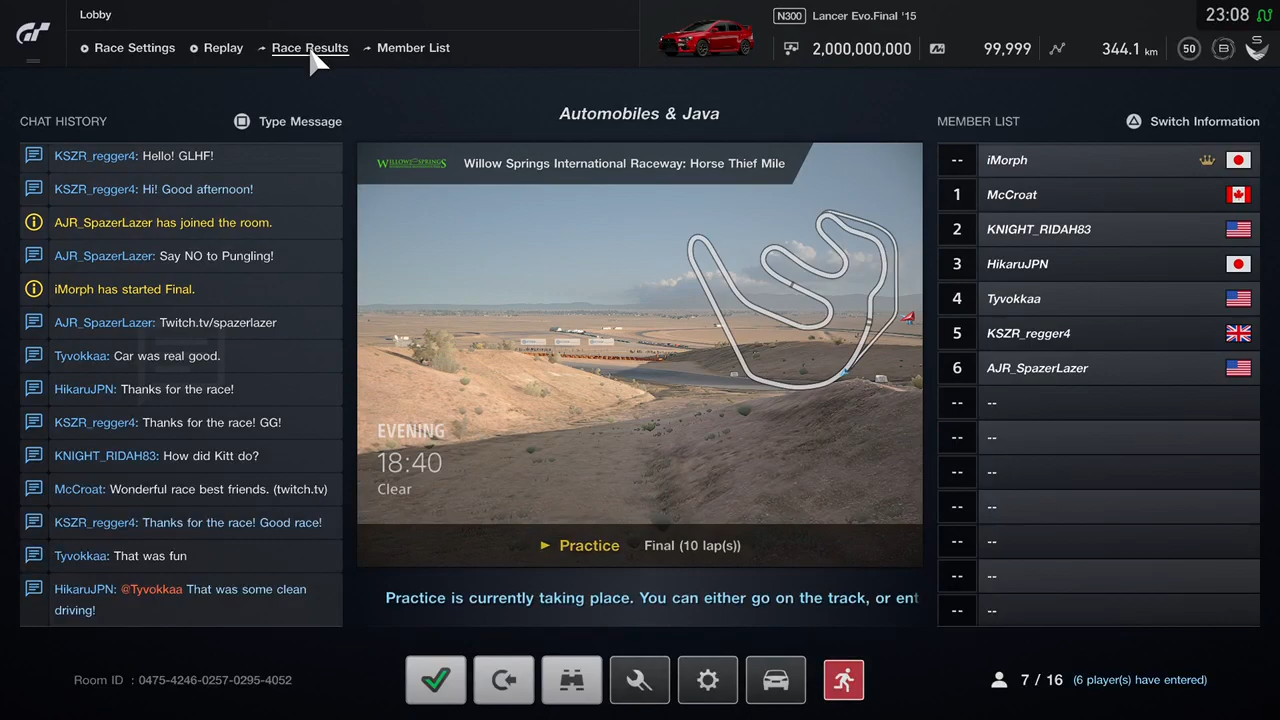 Lobby
Race Settings
Replay
Race Results
Member List
N300 Lancer Evo.Final '15
2,000,000,000
99,999
344.1 km
50
B
S
23:08
CHAT HISTORY
Type Message
KSZR_regger4: Hello! GLHF!
KSZR_regger4: Hi! Good afternoon!
AJR_SpazerLazer has joined the room.
AJR_SpazerLazer: Say NO to Pungling!
iMorph has started Final.
AJR_SpazerLazer: Twitch.tv/spazerlazer
Tyvokkaa: Car was real good.
HikaruJPN: Thanks for the race!
KSZR_regger4: Thanks for the race! GG!
KNIGHT_RIDAH83: How did Kitt do?
McCroat: Wonderful race best friends. (twitch.tv)
KSZR_regger4: Thanks for the race! Good race!
Tyvokkaa: That was fun
HikaruJPN: @Tyvokkaa That was some clean
driving!
Automobiles & Java
WILLOW SPRINGS
Willow Springs International Raceway: Horse Thief Mile
EVENING
18:40
Clear
Practice
Final (10 lap(s))
Practice is currently taking place. You can either go on the track, or ent
MEMBER LIST
Switch Information
-- iMorph
1 McCroat
2 KNIGHT_RIDAH83
3 HikaruJPN
4 Tyvokkaa
5 KSZR_regger4
6 AJR_SpazerLazer
-- --
-- --
-- --
-- --
-- --
-- --
-- --
Room ID : 0475-4246-0257-0295-4052
7 / 16 (6 player(s) have entered)